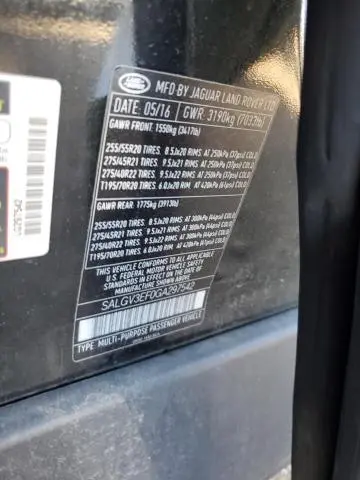 LAND ROVER
MFD BY JAGUAR LAND ROVER LTD
DATE: 05/16 GWR. 3190kg (7033lb)
GAWR FRONT: 1550kg (3417lb)
255/55R20 TIRES. 8.5Jx20 RIMS AT 250kPa (37psi) COLD
275/45R21 TIRES. 9.5Jx21 RIMS AT 250kPa (37psi) COLD
275/40R22 TIRES. 9.5Jx22 RIMS AT 250kPa (37psi) COLD
T195/70R20 TIRES. 6.0Jx20 RIM AT 420kPa (61psi) COLD
GAWR REAR: 1775kg (3913lb)
255/55R20 TIRES. 8.5Jx20 RIMS AT 300kPa (44psi) COLD
275/45R21 TIRES. 9.5Jx21 RIMS AT 300kPa (44psi) COLD
275/40R22 TIRES. 9.5Jx22 RIMS AT 300kPa (44psi) COLD
T195/70R20 TIRES. 6.0Jx20 RIM AT 420kPa (61psi) COLD
THIS VEHICLE CONFORMS TO ALL APPLICABLE
U.S. FEDERAL MOTOR VEHICLE SAFETY STANDARDS
IN EFFECT ON THE DATE OF MANUFACTURE
SHOWN ABOVE
SALGV3EF0GA297542
TYPE: MULTI-PURPOSE PASSENGER VEHICLE